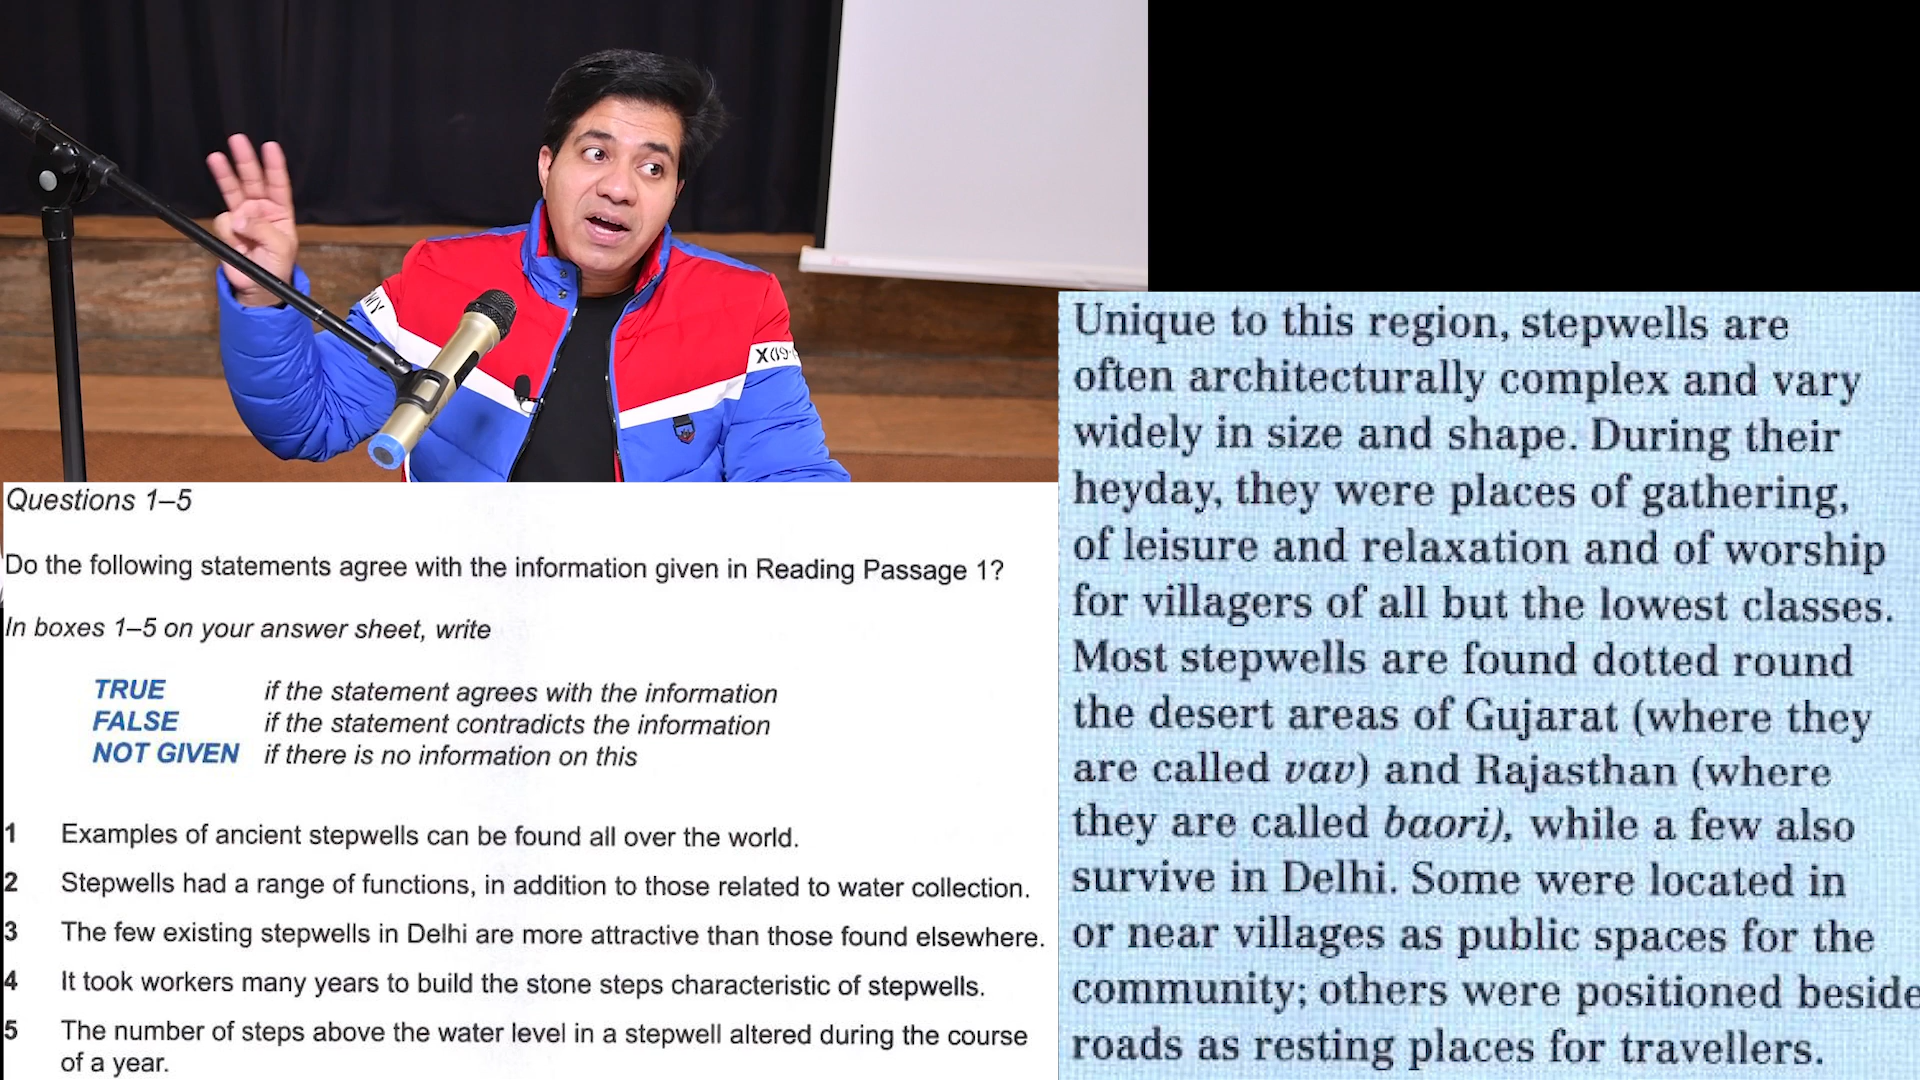 X(19-
Questions 1–5
Do the following statements agree with the information given in Reading Passage 1?
In boxes 1–5 on your answer sheet, write
TRUE if the statement agrees with the information
FALSE if the statement contradicts the information
NOT GIVEN if there is no information on this
1 Examples of ancient stepwells can be found all over the world.
2 Stepwells had a range of functions, in addition to those related to water collection.
3 The few existing stepwells in Delhi are more attractive than those found elsewhere.
4 It took workers many years to build the stone steps characteristic of stepwells.
5 The number of steps above the water level in a stepwell altered during the course
of a year.
Unique to this region, stepwells are
often architecturally complex and vary
widely in size and shape. During their
heyday, they were places of gathering,
of leisure and relaxation and of worship
for villagers of all but the lowest classes.
Most stepwells are found dotted round
the desert areas of Gujarat (where they
are called vav) and Rajasthan (where
they are called baori), while a few also
survive in Delhi. Some were located in
or near villages as public spaces for the
community; others were positioned beside
roads as resting places for travellers.